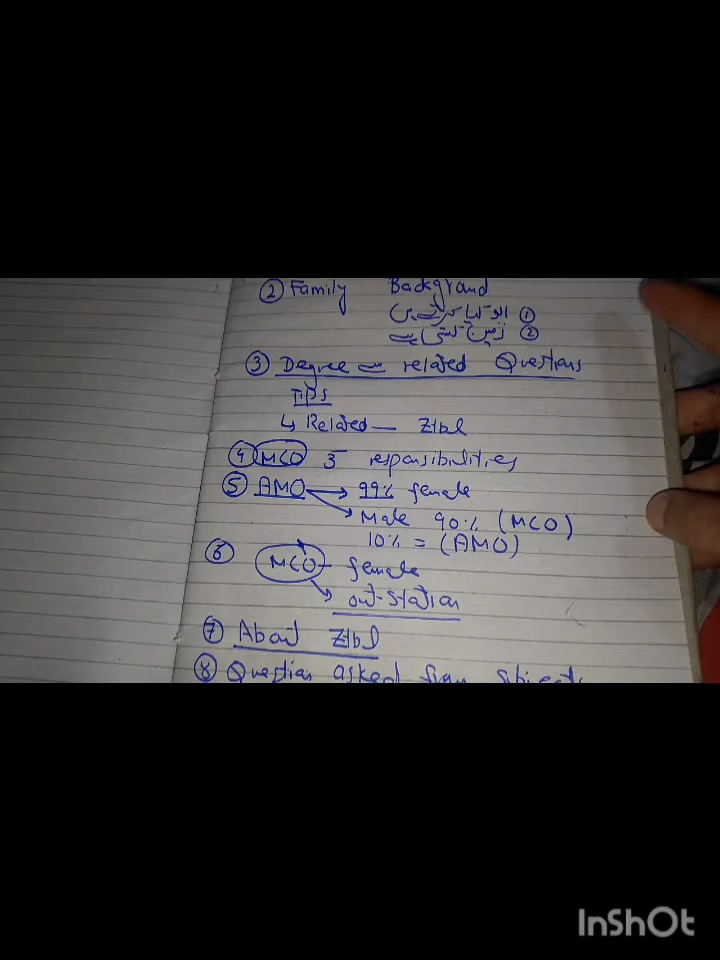 ② Family Background
ابو کیا کرتے ہیں ①
زمین کتنی ہے ②
③ Degree سے related Questions
Tips
↳ Related — Ztbl
④ MCO 3 responsibilities
⑤ AMO → 99% female
Male 90% (MCO)
10% = (AMO)
⑥ MCO — female
out-station
⑦ About Ztbl
⑧ Question asked from subjects
InShOt